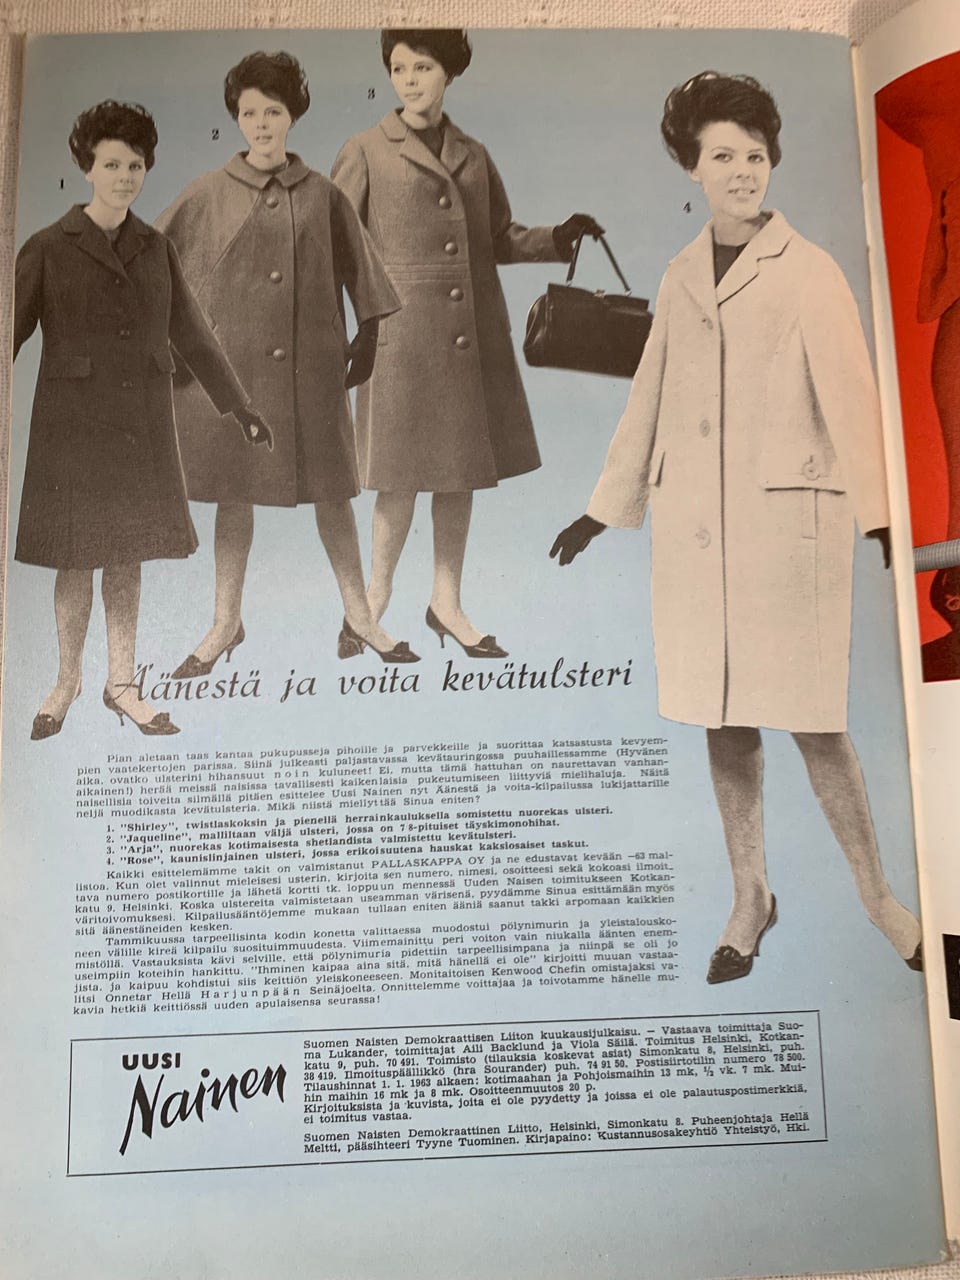 1
2
3
4
Äänestä ja voita kevätulsteri
Pian aletaan taas kantaa pukupusseja pihoille ja parvekkeille ja suorittaa katsastusta kevyem-
pien vaatekertojen parissa. Siinä julkeasti paljastavassa kevätauringossa puuhaillessamme (Hyvänen
aika, ovatko ulsterini hihansuut noin kuluneet! Ei, mutta tämä hattuhan on naurettavan vanhan-
aikainen!) herää meissä naisissa tavallisesti kaikenlaisia pukeutumiseen liittyviä mielihaluja. Näitä
naisellisia toiveita silmällä pitäen esittelee Uusi Nainen nyt Äänestä ja voita-kilpailussa lukijattarille
neljä muodikasta kevätulsteria. Mikä niistä miellyttää Sinua eniten?
1. "Shirley", twistlaskoksin ja pienellä herrainkauluksella somistettu nuorekas ulsteri.
2. "Jaqueline", malliltaan väljä ulsteri, jossa on 7 8-pituiset täyskimonohihat.
3. "Arja", nuorekas kotimaisesta shetlandista valmistettu kevätulsteri.
4. "Rose", kaunislinjainen ulsteri, jossa erikoisuutena hauskat kaksiosaiset taskut.
Kaikki esittelemämme takit on valmistanut PALLASKAPPA OY ja ne edustavat kevään –63 mal-
listoa. Kun olet valinnut mieleisesi usterin, kirjoita sen numero, nimesi, osoitteesi sekä kokoasi ilmoit-
tava numero postikortille ja lähetä kortti tk. loppuun mennessä Uuden Naisen toimitukseen Kotkan-
katu 9, Helsinki. Koska ulstereita valmistetaan useamman värisenä, pyydämme Sinua esittämään myös
väritoivomuksesi. Kilpailusääntöjemme mukaan tullaan eniten ääniä saanut takki arpomaan kaikkien
sitä äänestäneiden kesken.
Tammikuussa tarpeellisinta kodin konetta valittaessa muodostui pölynimurin ja yleistalousko-
neen välille kireä kilpailu suosituimmuudesta. Viimemainittu peri voiton vain niukalla äänten enem-
mistöllä. Vastauksista kävi selville, että pölynimuria pidettiin tarpeellisimpana ja niinpä se oli jo
useimpiin koteihin hankittu. "Ihminen kaipaa aina sitä, mitä hänellä ei ole" kirjoitti muuan vastaa-
jista, ja kaipuu kohdistui siis keittiön yleiskoneeseen. Monitaitoisen Kenwood Chefin omistajaksi va-
litsi Onnetar Hellä Harjunpään Seinäjoelta. Onnittelemme voittajaa ja toivotamme hänelle mu-
kavia hetkiä keittiössä uuden apulaisensa seurassa!
UUSI
Nainen
Suomen Naisten Demokraattisen Liiton kuukausijulkaisu. – Vastaava toimittaja Suo-
ma Lukander, toimittajat Aili Backlund ja Viola Säilä. Toimitus Helsinki, Kotkan-
katu 9, puh. 70 491. Toimisto (tilauksia koskevat asiat) Simonkatu 8, Helsinki, puh.
38 419. Ilmoituspäällikkö (hra Sourander) puh. 74 91 50. Postisiirtotilin numero 78 500.
Tilaushinnat 1. 1. 1963 alkaen: kotimaahan ja Pohjoismaihin 13 mk, ½ vk. 7 mk. Mui-
hin maihin 16 mk ja 8 mk. Osoitteenmuutos 20 p.
Kirjoituksista ja kuvista, joita ei ole pyydetty ja joissa ei ole palautuspostimerkkiä,
ei toimitus vastaa.
Suomen Naisten Demokraattinen Liitto, Helsinki, Simonkatu 8. Puheenjohtaja Hellä
Meltti, pääsihteeri Tyyne Tuominen. Kirjapaino: Kustannusosakeyhtiö Yhteistyö, Hki.